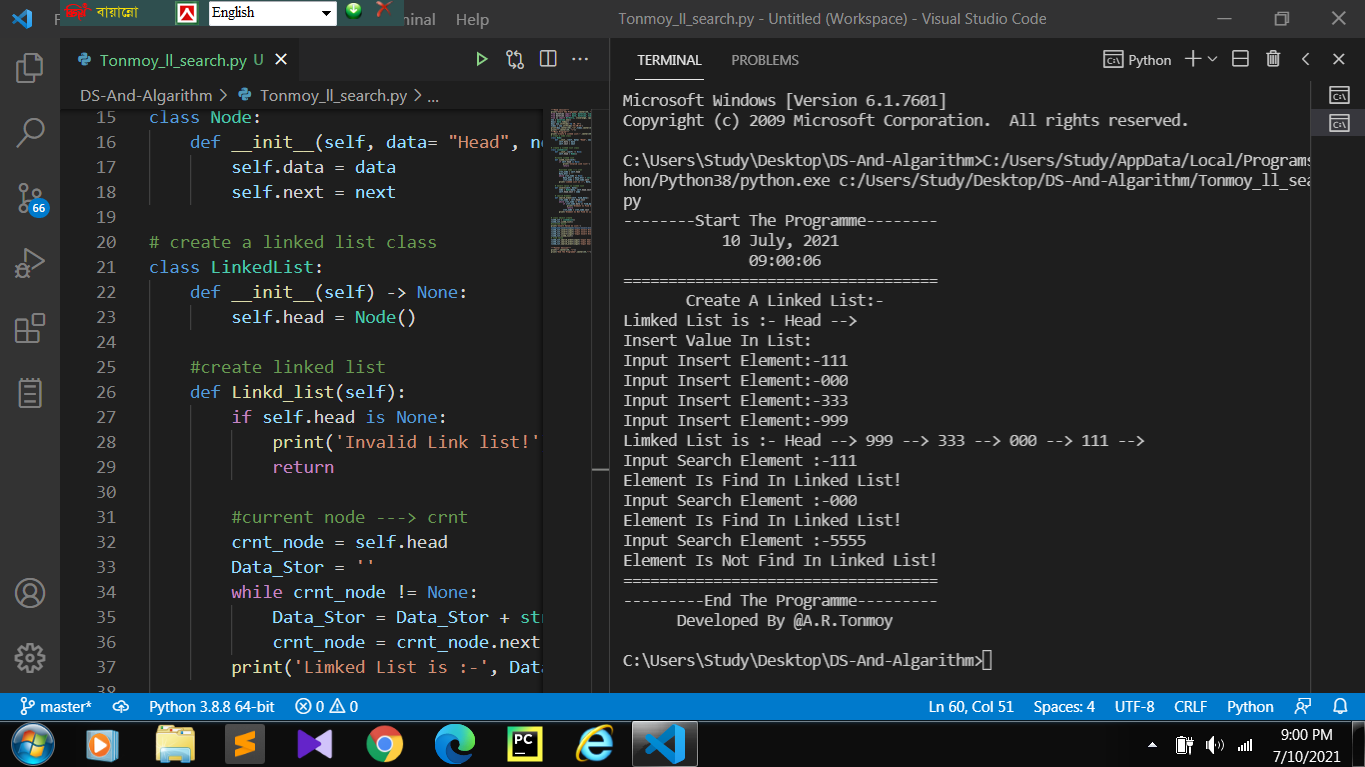 বায়ান্নো
English
minal
Help
Tonmoy_ll_search.py - Untitled (Workspace) - Visual Studio Code
Tonmoy_ll_search.py U
DS-And-Algarithm > Tonmoy_ll_search.py > ...
15 class Node:
16 def __init__(self, data= "Head", ne
17 self.data = data
18 self.next = next
19
20 # create a linked list class
21 class LinkedList:
22 def __init__(self) -> None:
23 self.head = Node()
24
25 #create linked list
26 def Linkd_list(self):
27 if self.head is None:
28 print('Invalid Link list!'
29 return
30
31 #current node ---> crnt
32 crnt_node = self.head
33 Data_Stor = ''
34 while crnt_node != None:
35 Data_Stor = Data_Stor + str
36 crnt_node = crnt_node.next
37 print('Limked List is :-', Data
38
66
TERMINAL
PROBLEMS
Python
Microsoft Windows [Version 6.1.7601]
Copyright (c) 2009 Microsoft Corporation.  All rights reserved.
C:\Users\Study\Desktop\DS-And-Algarithm>C:/Users/Study/AppData/Local/Programs
hon/Python38/python.exe c:/Users/Study/Desktop/DS-And-Algarithm/Tonmoy_ll_sea
py
--------Start The Programme--------
10 July, 2021
09:00:06
===================================
Create A Linked List:-
Limked List is :- Head -->
Insert Value In List:
Input Insert Element:-111
Input Insert Element:-000
Input Insert Element:-333
Input Insert Element:-999
Limked List is :- Head --> 999 --> 333 --> 000 --> 111 -->
Input Search Element :-111
Element Is Find In Linked List!
Input Search Element :-000
Element Is Find In Linked List!
Input Search Element :-5555
Element Is Not Find In Linked List!
===================================
---------End The Programme---------
Developed By @A.R.Tonmoy
C:\Users\Study\Desktop\DS-And-Algarithm>
master*
Python 3.8.8 64-bit
0
0
Ln 60, Col 51
Spaces: 4
UTF-8
CRLF
Python
PC
9:00 PM
7/10/2021